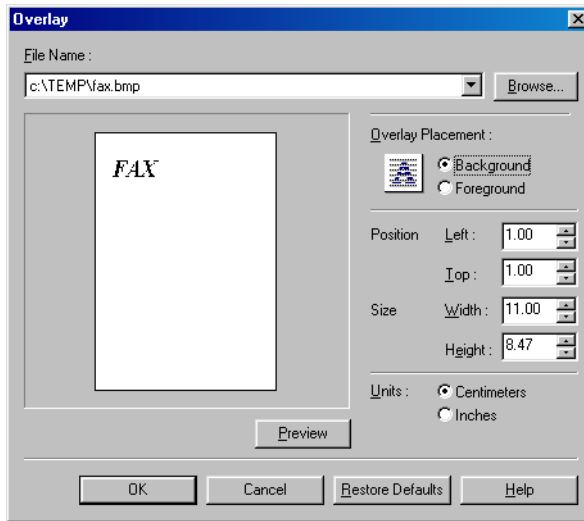 Overlay
File Name :
c:\TEMP\fax.bmp
Browse...
FAX
Overlay Placement :
Background
Foreground
Position Left : 1.00
Top : 1.00
Size Width : 11.00
Height : 8.47
Units : Centimeters
Inches
Preview
OK Cancel Restore Defaults Help